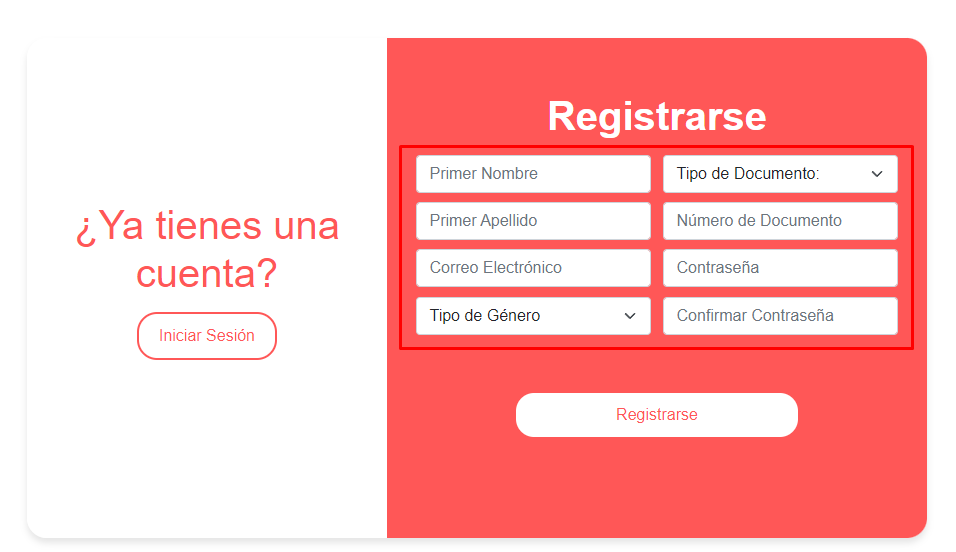 ¿Ya tienes una
cuenta?
Iniciar Sesión
Registrarse
Primer Nombre
Tipo de Documento:
Primer Apellido
Número de Documento
Correo Electrónico
Contraseña
Tipo de Género
Confirmar Contraseña
Registrarse